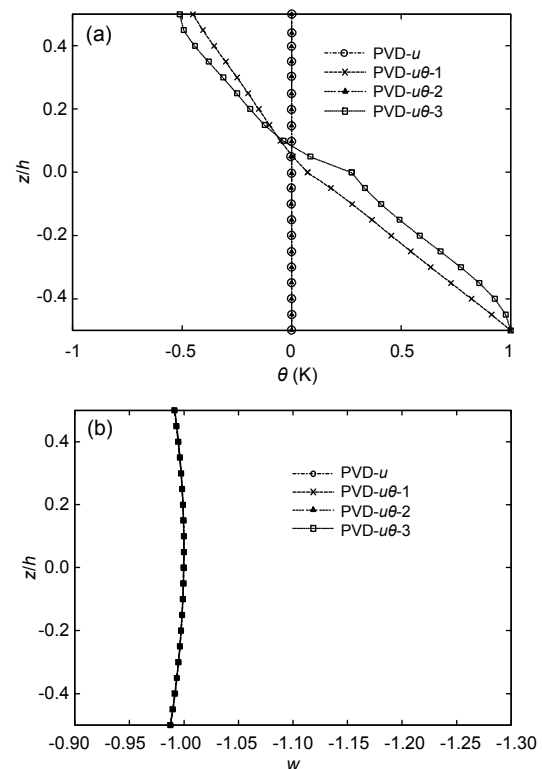 (a)
PVD-u
PVD-uθ-1
PVD-uθ-2
PVD-uθ-3
0.4
0.2
0.0
-0.2
-0.4
z/h
-1
-0.5
0
0.5
1
θ (K)
(b)
PVD-u
PVD-uθ-1
PVD-uθ-2
PVD-uθ-3
0.4
0.2
0.0
-0.2
-0.4
z/h
-0.90
-0.95
-1.00
-1.05
-1.10
-1.15
-1.20
-1.25
-1.30
w